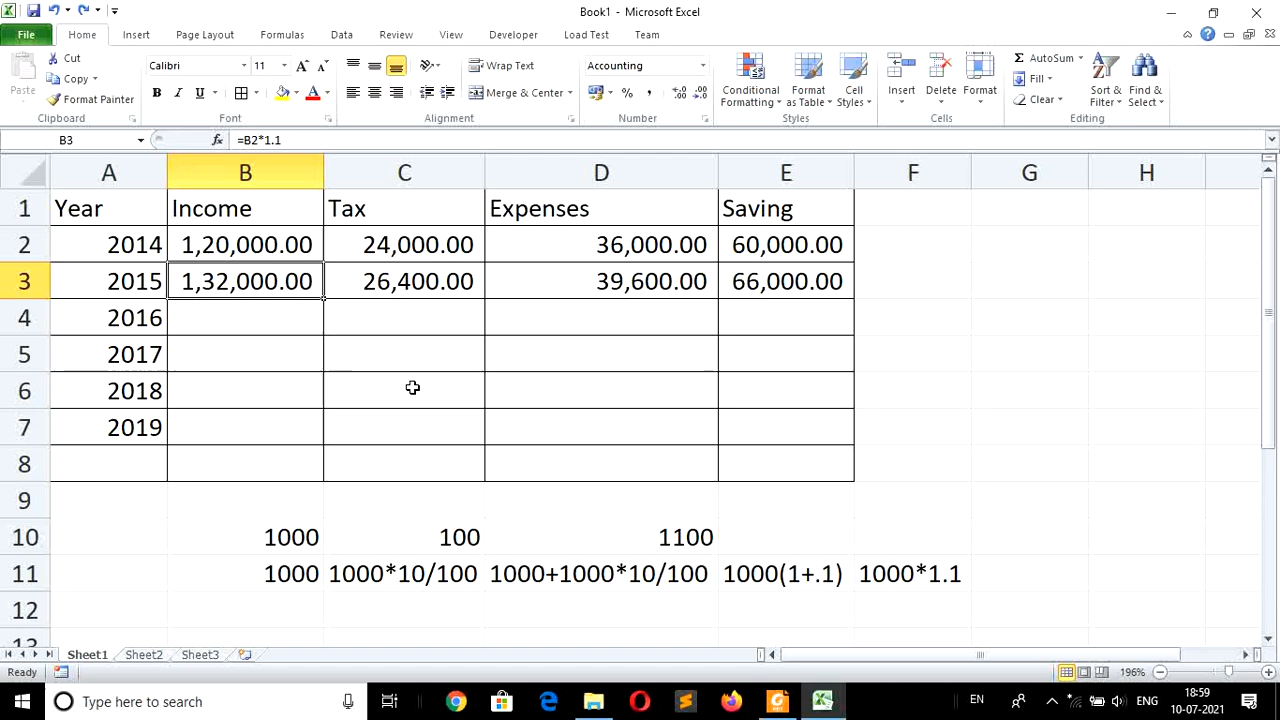 Book1 - Microsoft Excel
File Home Insert Page Layout Formulas Data Review View Developer Load Test Team
Paste Cut Copy Format Painter Clipboard
Calibri 11 B I U A Font
Wrap Text Merge & Center Alignment
Accounting % , Number
Conditional Formatting Format as Table Cell Styles Styles
Insert Delete Format Cells
Σ AutoSum Fill Clear Sort & Filter Find & Select Editing
B3 fx =B2*1.1
A B C D E F G H
1 Year Income Tax Expenses Saving
2 2014 1,20,000.00 24,000.00 36,000.00 60,000.00
3 2015 1,32,000.00 26,400.00 39,600.00 66,000.00
4 2016
5 2017
6 2018
7 2019
8
9
10 1000 100 1100
11 1000 1000*10/100 1000+1000*10/100 1000(1+.1) 1000*1.1
12
13
Sheet1 Sheet2 Sheet3
Ready 196%
Type here to search EN ENG 18:59
10-07-2021